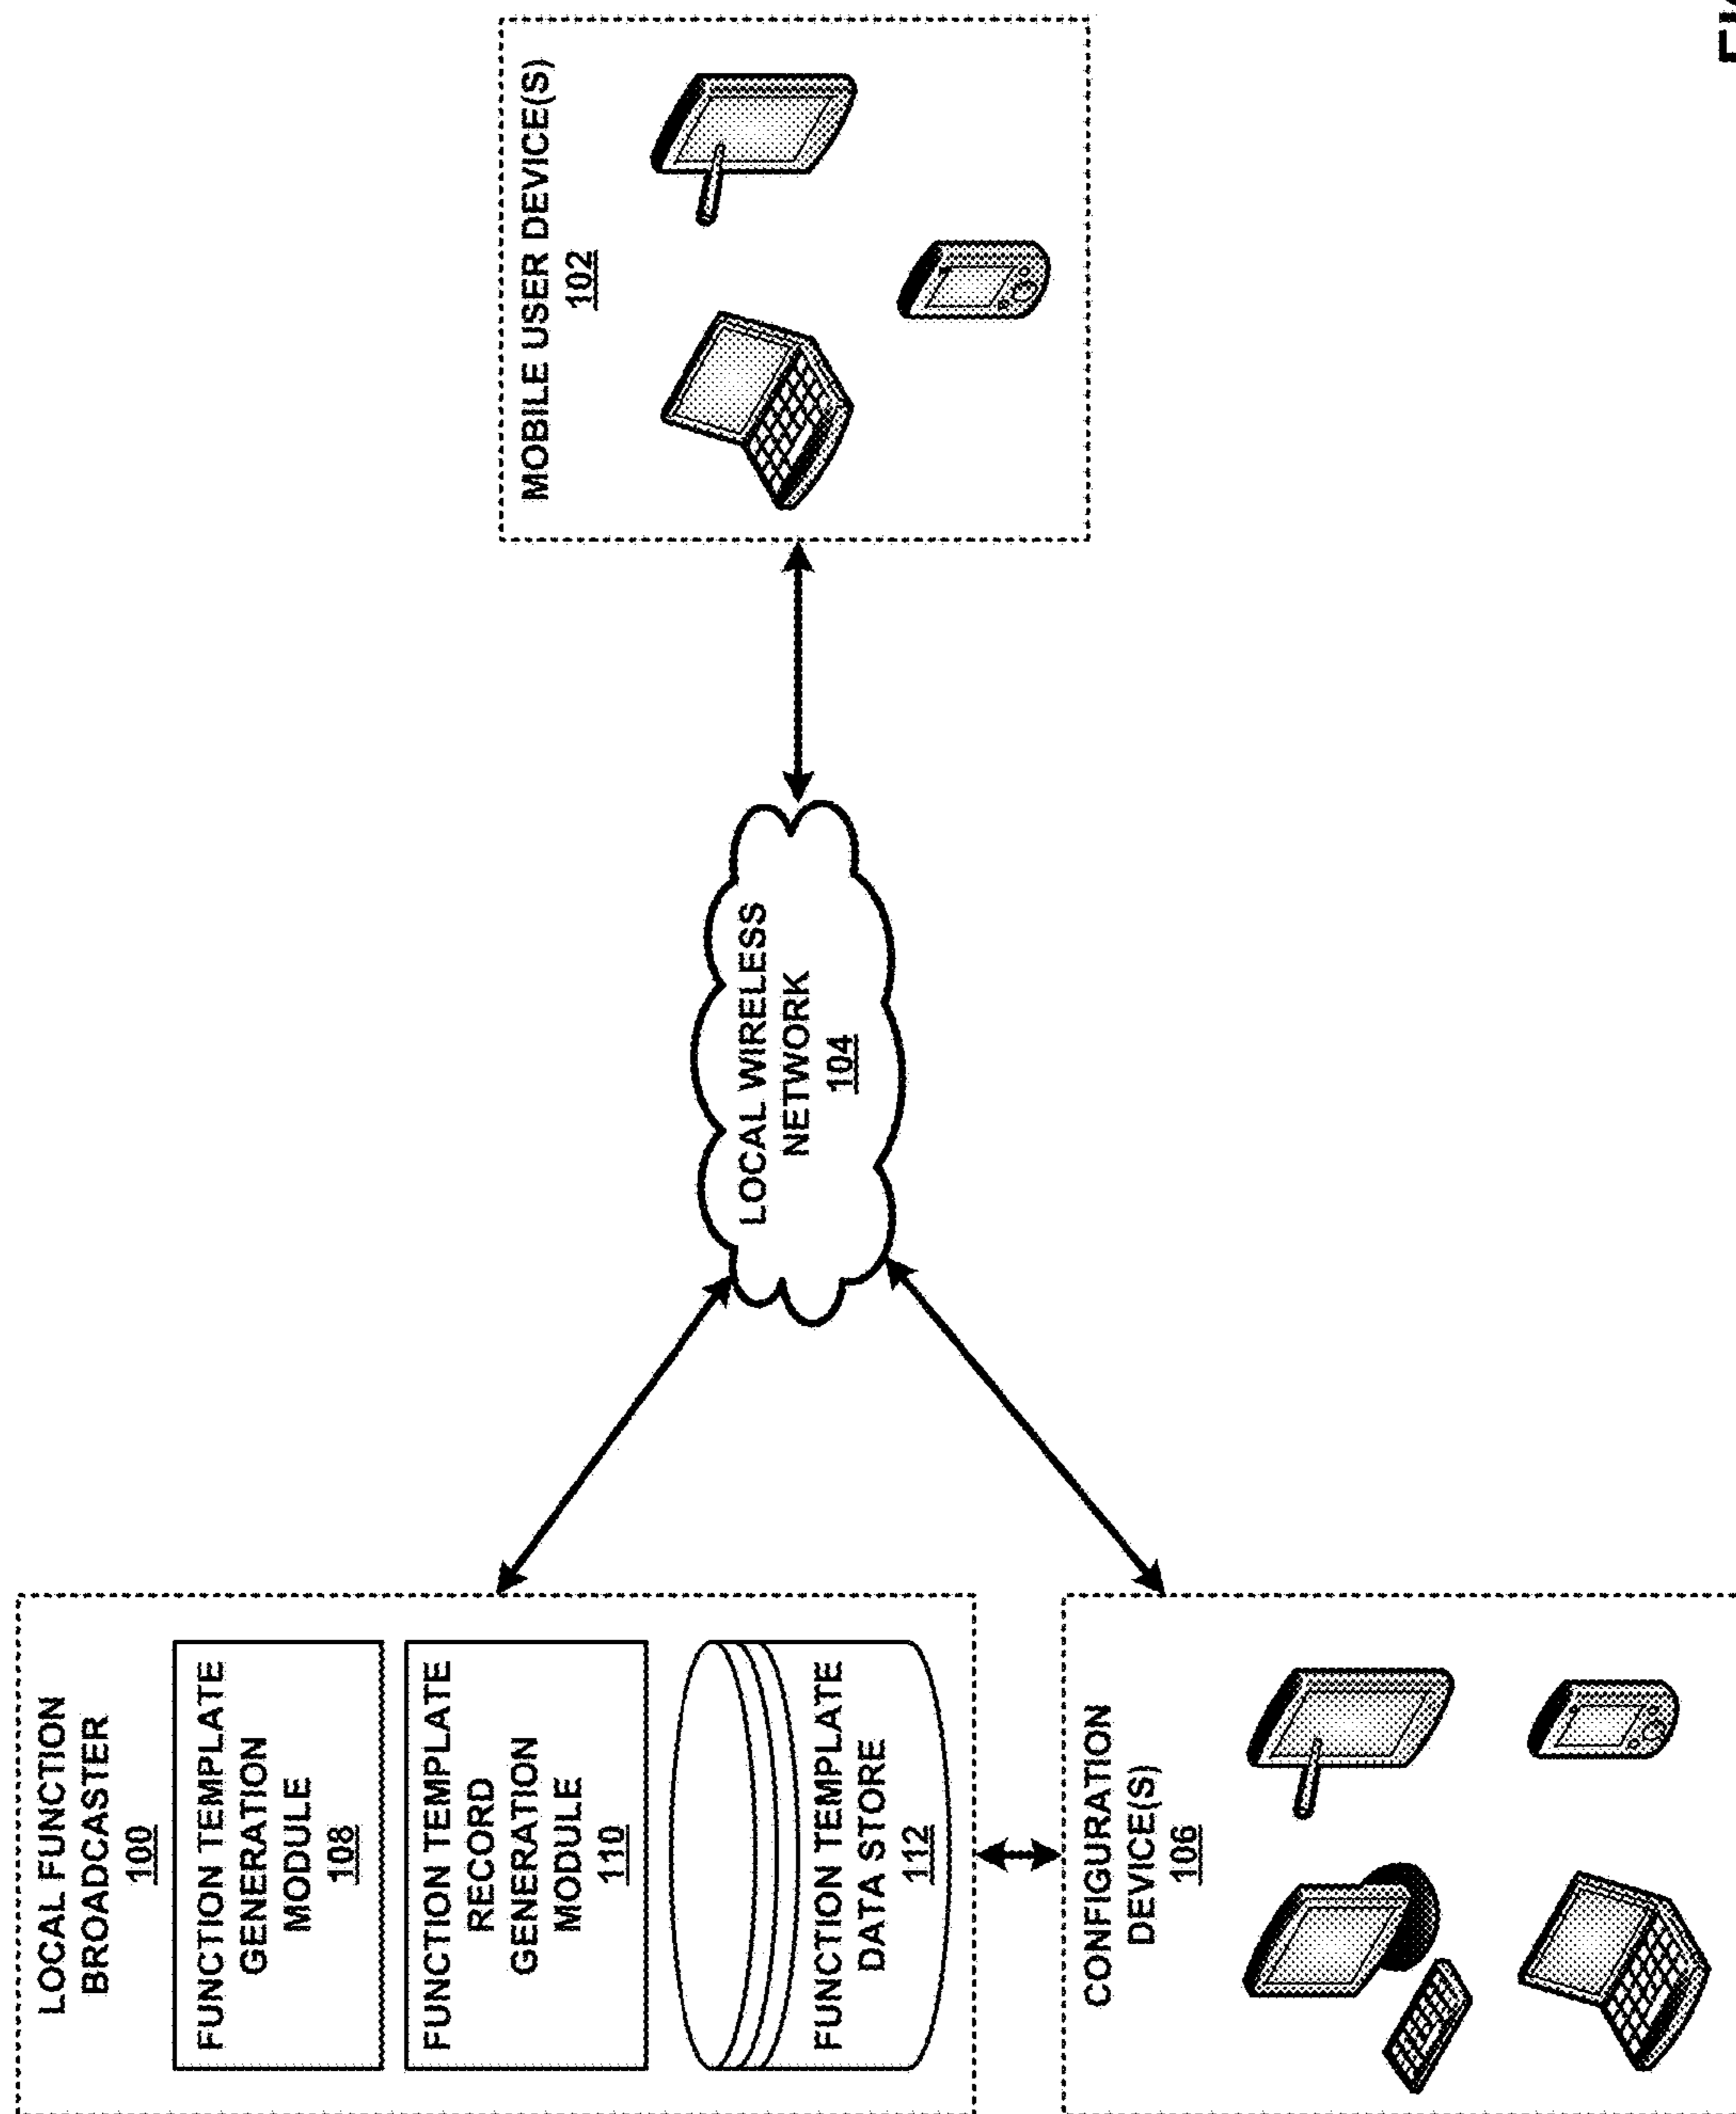 LOCAL FUNCTION
BROADCASTER
100
FUNCTION TEMPLATE
GENERATION
MODULE
108
FUNCTION TEMPLATE
RECORD
GENERATION
MODULE
110
FUNCTION TEMPLATE
DATA STORE
112
CONFIGURATION
DEVICE(S)
106
LOCAL WIRELESS
NETWORK
104
MOBILE USER DEVICE(S)
102